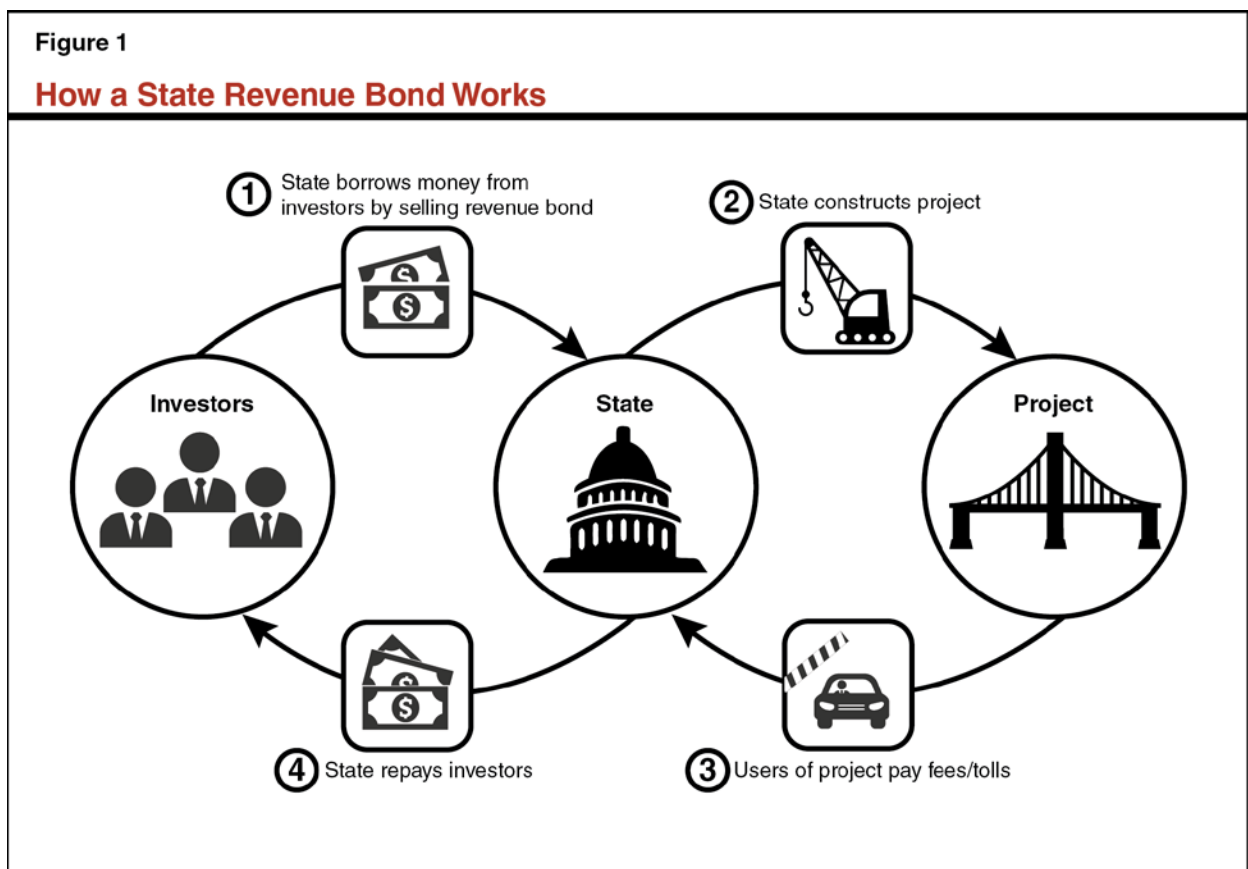 Figure 1
How a State Revenue Bond Works
1
State borrows money from
investors by selling revenue bond
2
State constructs project
$
$
Investors
State
Project
$
$
4
State repays investors
3
Users of project pay fees/tolls